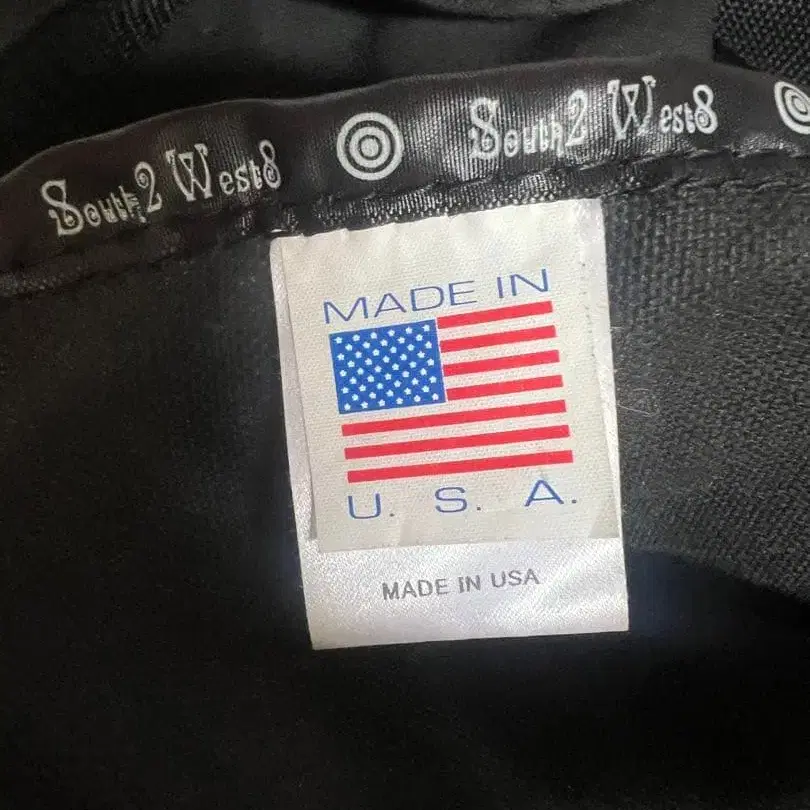 South2 West8 South2 West8
MADE IN
U. S. A.
MADE IN USA